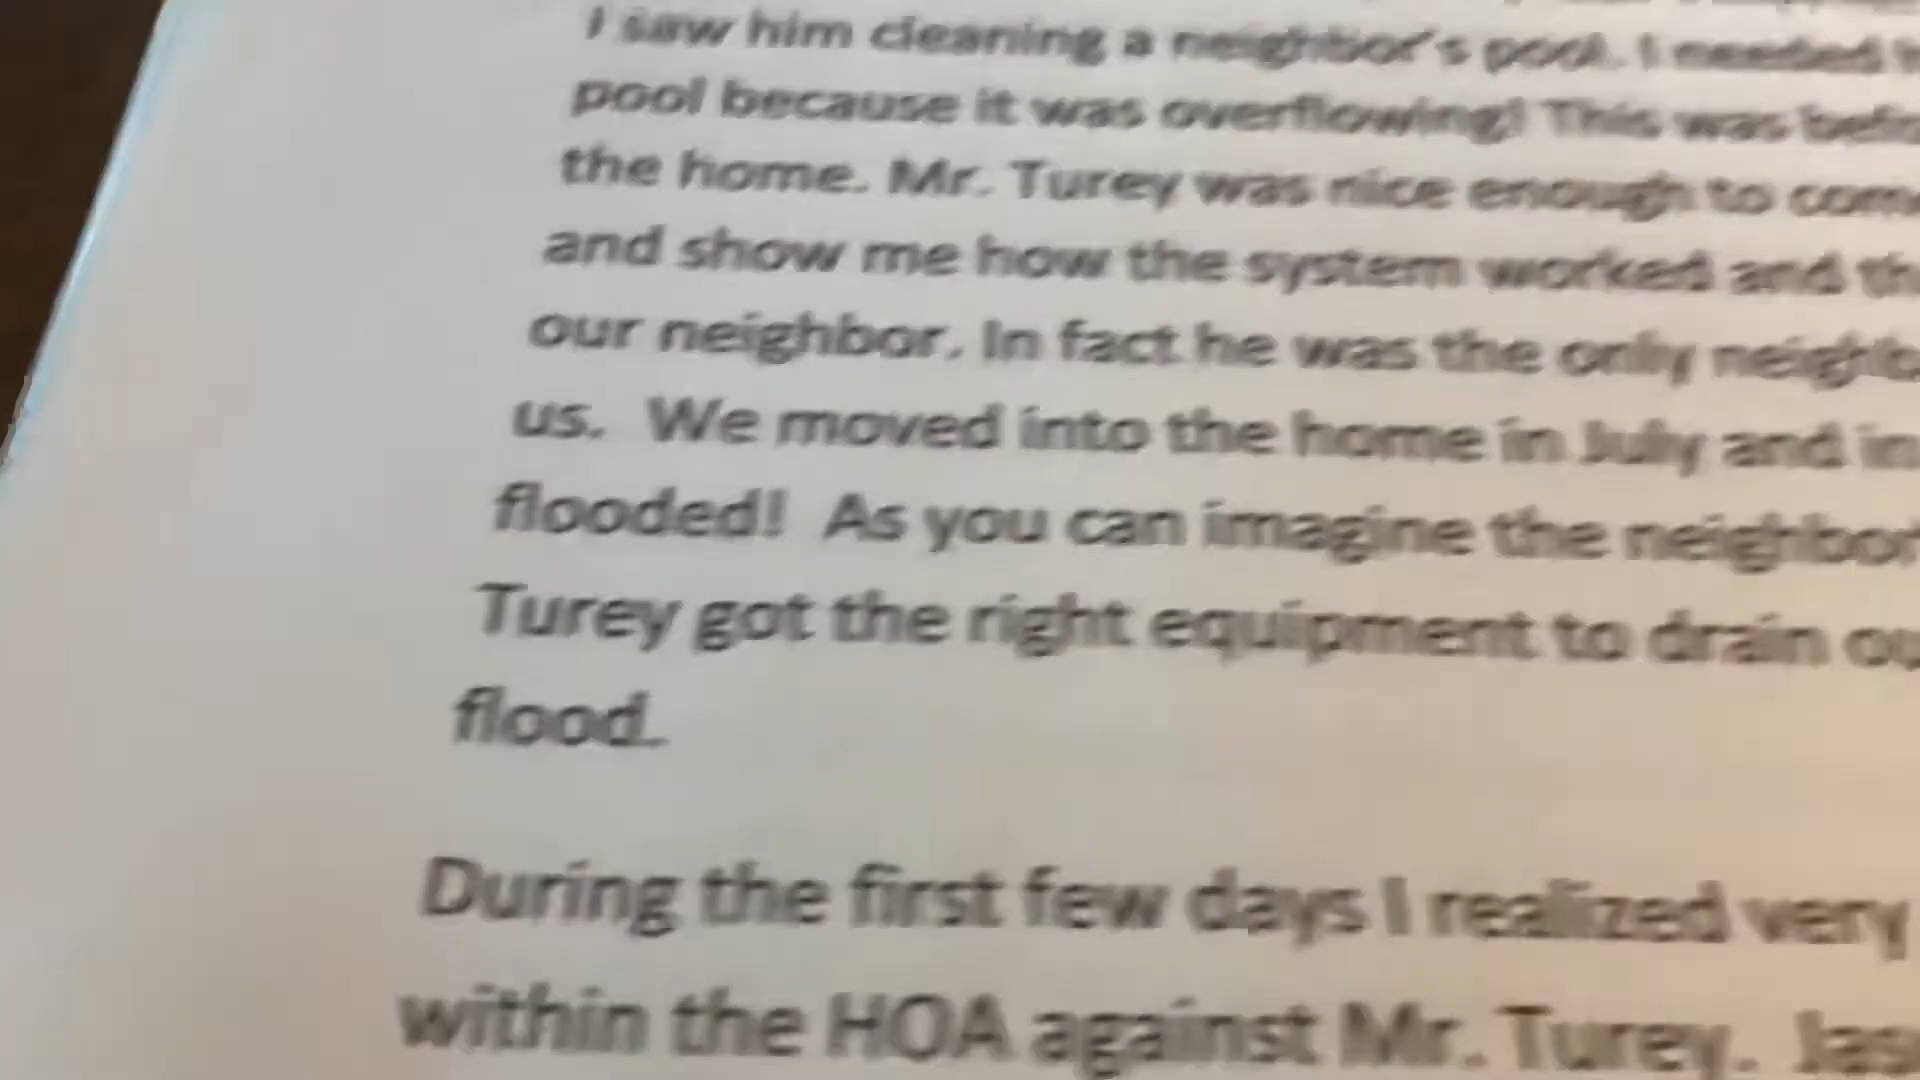 I saw him cleaning a neighbor's pool. I needed
pool because it was overflowing! This was
the home. Mr. Turey was nice enough to
and show me how the system worked and
our neighbor. In fact he was the only
us. We moved into the home in July and in
flooded! As you can imagine the
Turey got the right equipment to drain
flood.
During the first few days I realized very
within the HOA against Mr. Turey.